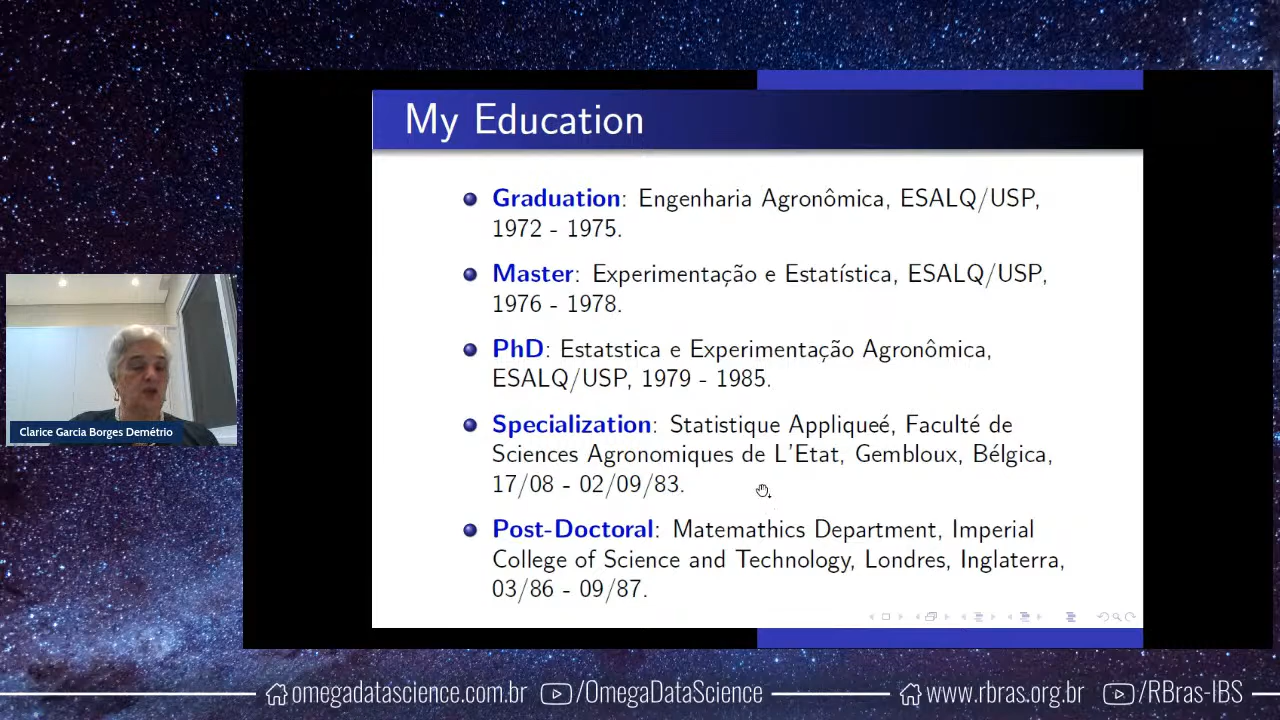 My Education
Graduation: Engenharia Agronômica, ESALQ/USP,
1972 - 1975.
Master: Experimentação e Estatística, ESALQ/USP,
1976 - 1978.
PhD: Estatstica e Experimentação Agronômica,
ESALQ/USP, 1979 - 1985.
Specialization: Statistique Appliqueé, Faculté de
Sciences Agronomiques de L'Etat, Gembloux, Bélgica,
17/08 - 02/09/83.
Post-Doctoral: Matemathics Department, Imperial
College of Science and Technology, Londres, Inglaterra,
03/86 - 09/87.
Clarice Garcia Borges Demétrio
omegadatascience.com.br /OmegaDataScience www.rbras.org.br /RBras-IBS